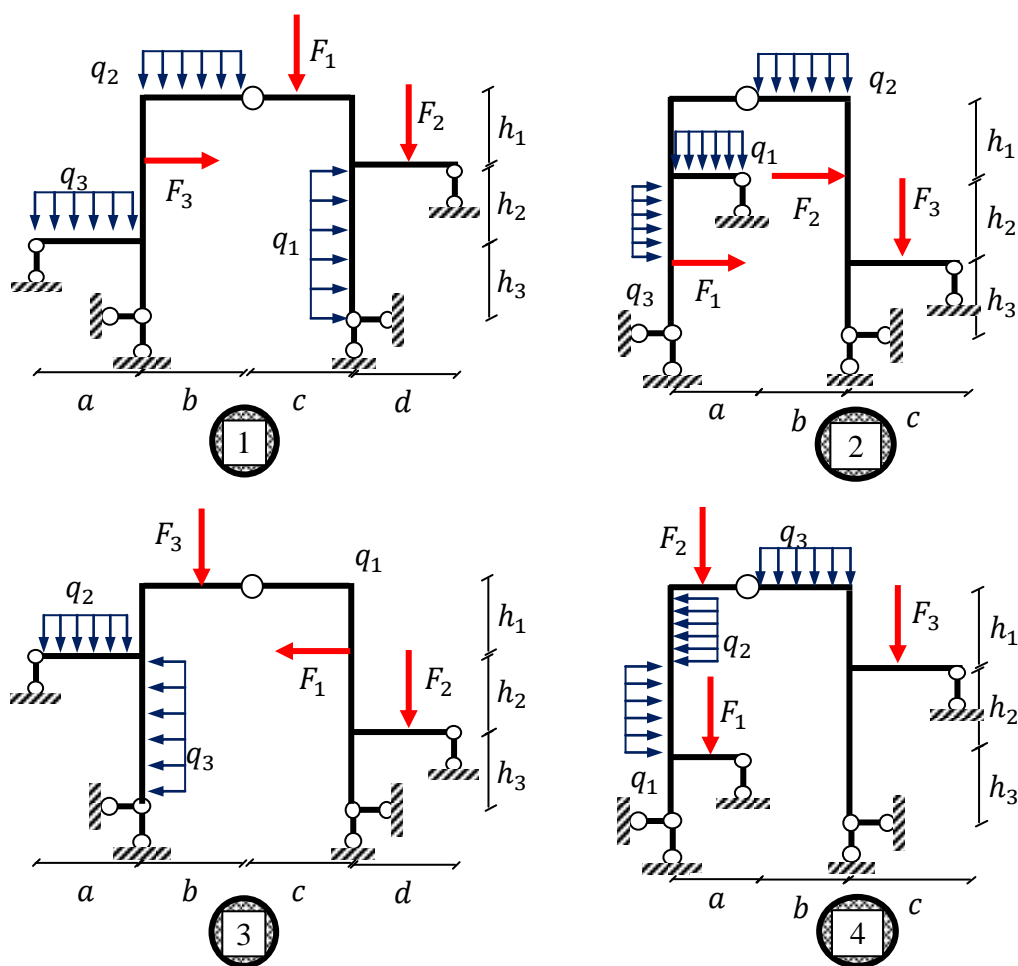 F₁
q₂
F₂
h₁
F₃
q₃
h₂
q₁
h₃
a b c d
1
q₂
h₁
q₁
F₂
F₃
h₂
q₃
F₁
h₃
a b c
2
F₃
q₁
q₂
h₁
F₁
F₂
h₂
q₃
h₃
a b c d
3
F₂
q₃
F₃
h₁
q₂
F₁
h₂
q₁
h₃
a b c
4